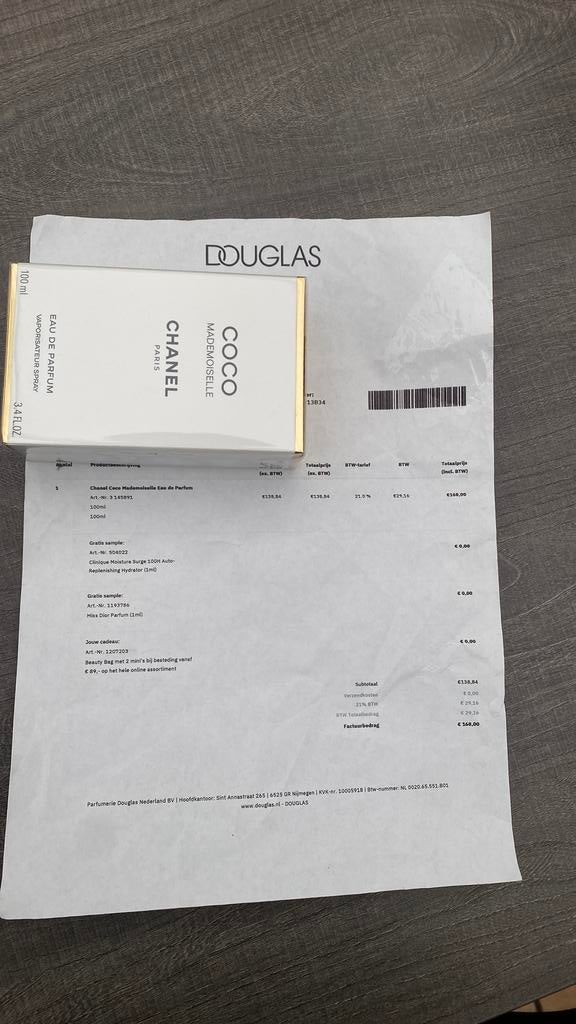 DOUGLAS
100 ml
EAU DE PARFUM
VAPORISATEUR SPRAY
3.4 FL.OZ.
CHANEL
PARIS
COCO
MADEMOISELLE
13B34
Aantal Productomschrijving (ex. BTW) Totaalprijs (ex. BTW) BTW-tarief BTW Totaalprijs (incl. BTW)
1 Chanel Coco Mademoiselle Eau de Parfum €138,84 €138,84 21.0 % €29,16 €168,00
Art.-Nr. 3 145891
100ml
100ml
Gratis sample: € 0,00
Art.-Nr. 504022
Clinique Moisture Surge 100H Auto-
Replenishing Hydrator (1ml)
Gratis sample: € 0,00
Art.-Nr. 1193786
Miss Dior Parfum (1ml)
Jouw cadeau: € 0,00
Art.-Nr. 1207203
Beauty Bag met 2 mini's bij besteding vanaf
€ 89,- op het hele online assortiment
Subtotaal €138,84
Verzendkosten € 0,00
21% BTW € 29,16
BTW Totaalbedrag € 29,16
Factuurbedrag € 168,00
Parfumerie Douglas Nederland BV | Hoofdkantoor: Sint Annastraat 265 | 6525 GR Nijmegen | KVK-nr. 10005918 | Btw-nummer: NL 0020.65.551.B01
www.douglas.nl - DOUGLAS